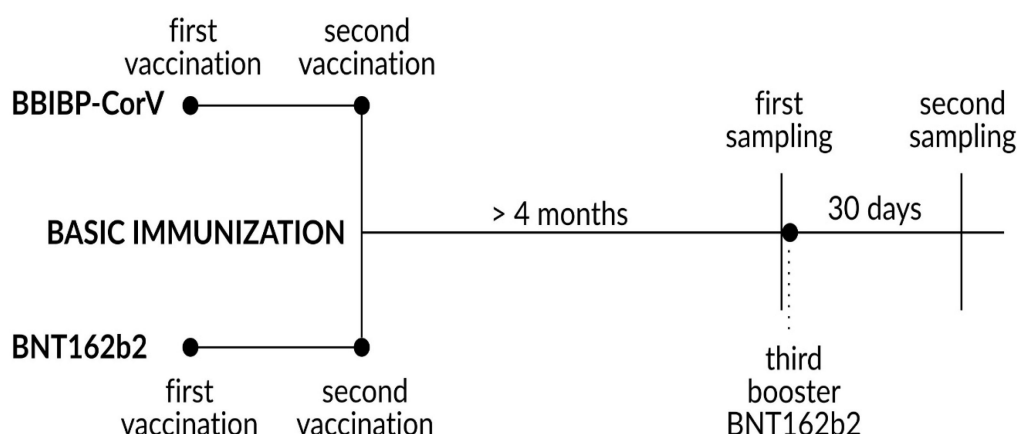 first
vaccination
second
vaccination
BBIBP-CorV
first
sampling
second
sampling
BASIC IMMUNIZATION
> 4 months
30 days
BNT162b2
first
vaccination
second
vaccination
third
booster
BNT162b2